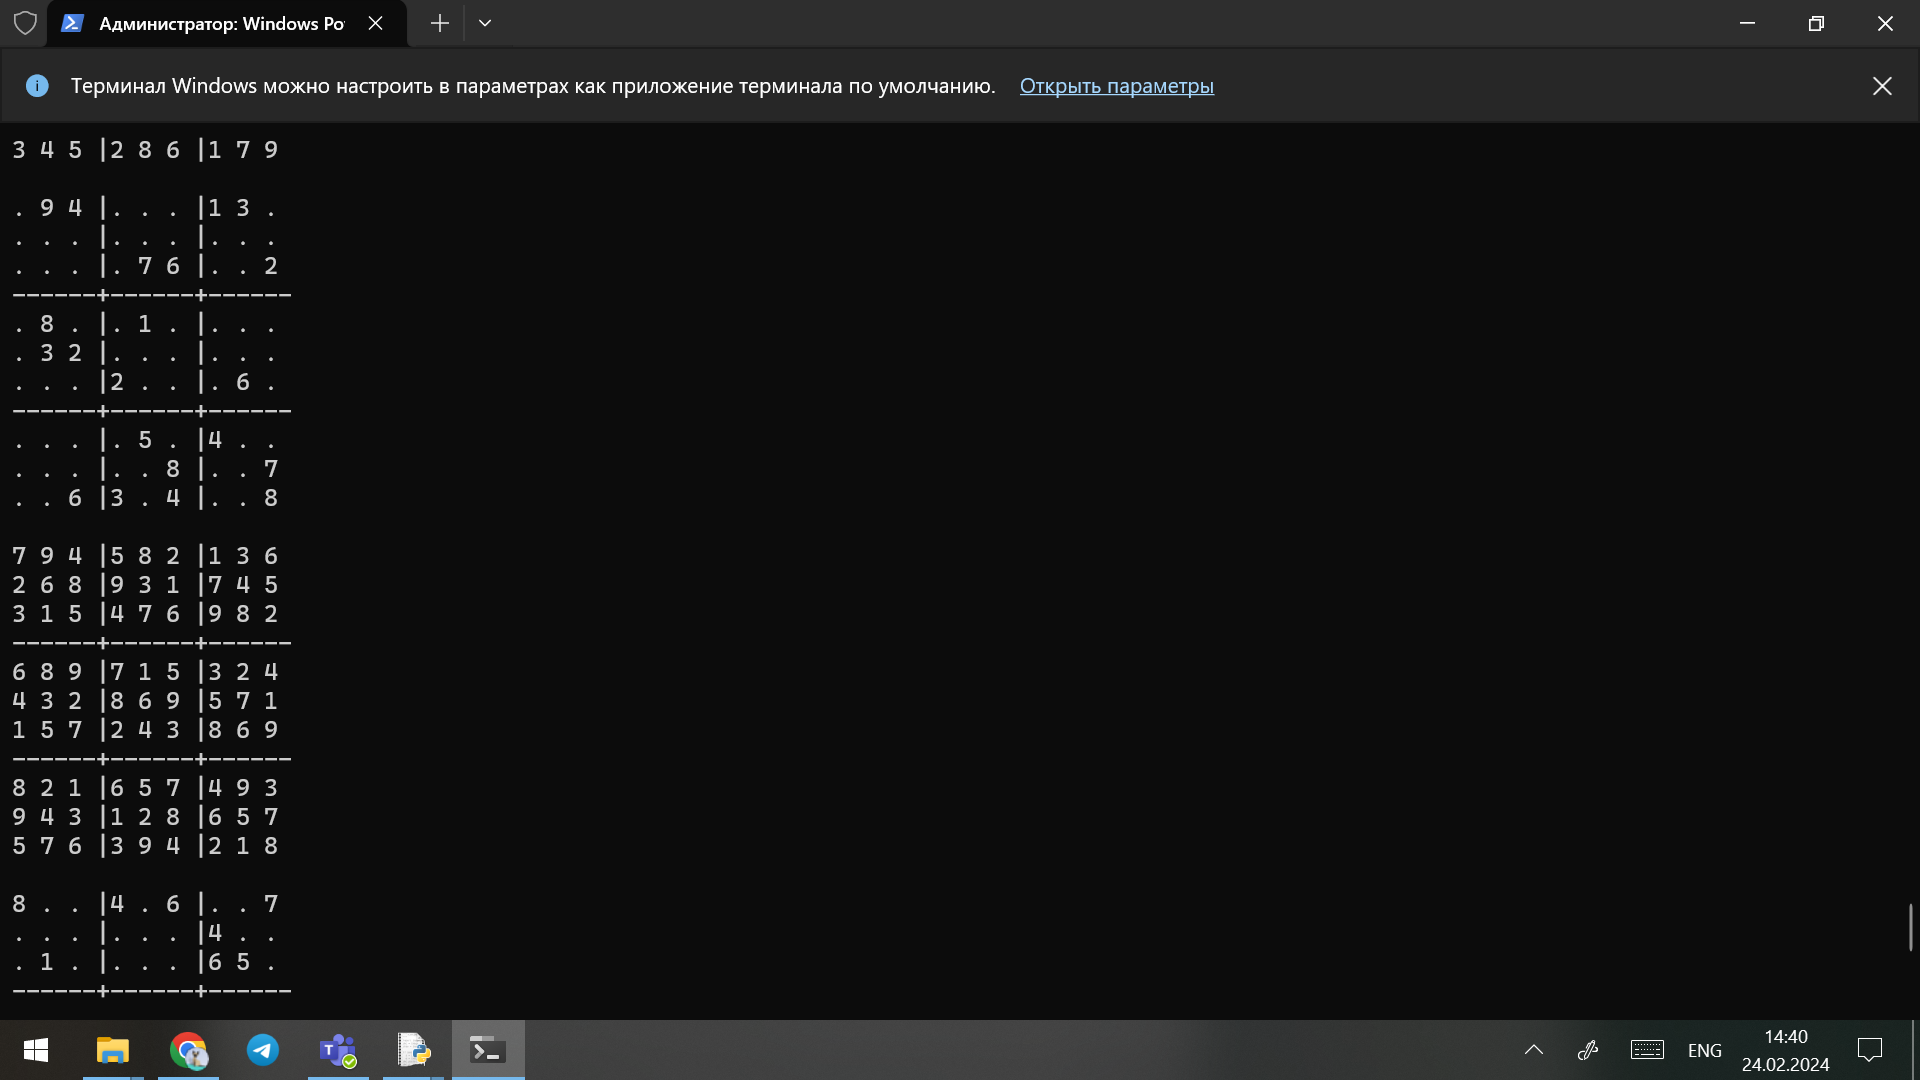 Администратор: Windows Po
Терминал Windows можно настроить в параметрах как приложение терминала по умолчанию. Открыть параметры
3 4 5 |2 8 6 |1 7 9
. 9 4 |. . . |1 3 .
. . . |. . . |. . .
. . . |. 7 6 |. . 2
------+------+------
. 8 . |. 1 . |. . .
. 3 2 |. . . |. . .
. . . |2 . . |. 6 .
------+------+------
. . . |. 5 . |4 . .
. . . |. . 8 |. . 7
. . 6 |3 . 4 |. . 8
7 9 4 |5 8 2 |1 3 6
2 6 8 |9 3 1 |7 4 5
3 1 5 |4 7 6 |9 8 2
------+------+------
6 8 9 |7 1 5 |3 2 4
4 3 2 |8 6 9 |5 7 1
1 5 7 |2 4 3 |8 6 9
------+------+------
8 2 1 |6 5 7 |4 9 3
9 4 3 |1 2 8 |6 5 7
5 7 6 |3 9 4 |2 1 8
8 . . |4 . 6 |. . 7
. . . |. . . |4 . .
. 1 . |. . . |6 5 .
------+------+------
ENG
14:40
24.02.2024